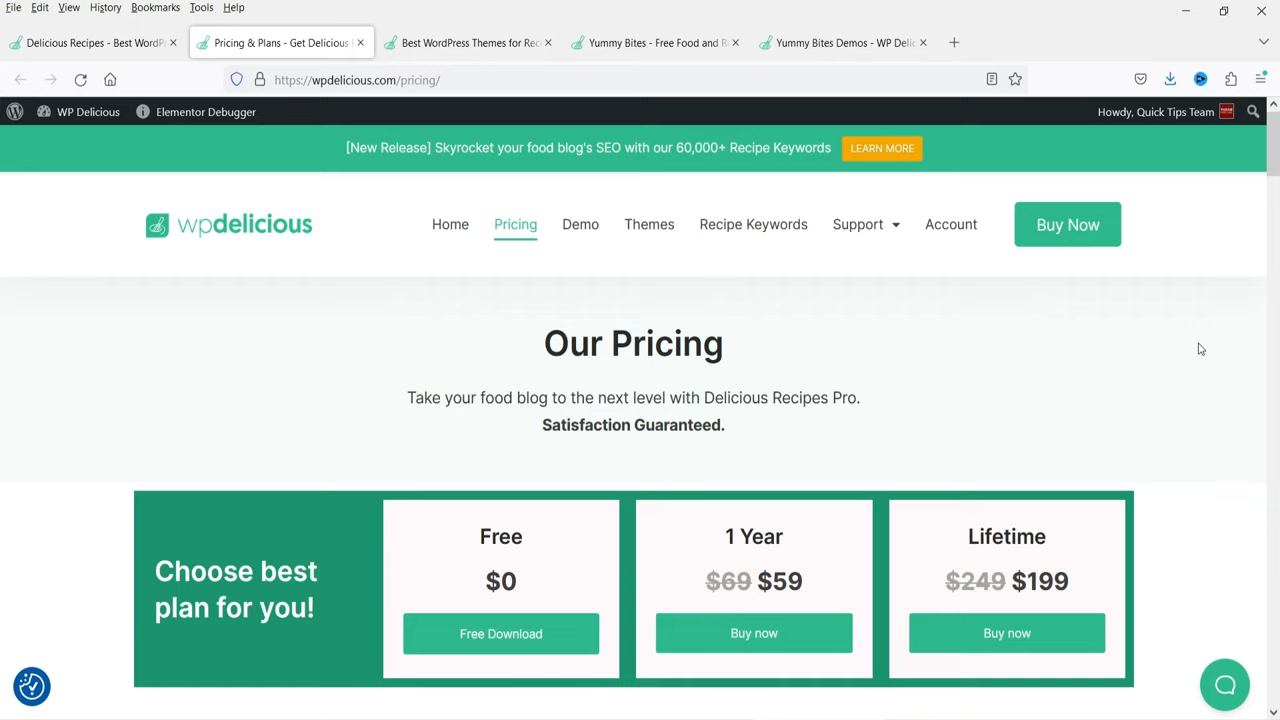 File Edit View History Bookmarks Tools Help
Delicious Recipes - Best WordP
Pricing & Plans - Get Delicious
Best WordPress Themes for Rec
Yummy Bites - Free Food and R
Yummy Bites Demos - WP Delic
https://wpdelicious.com/pricing/
WP Delicious Elementor Debugger Howdy, Quick Tips Team
[New Release] Skyrocket your food blog's SEO with our 60,000+ Recipe Keywords LEARN MORE
wpdelicious Home Pricing Demo Themes Recipe Keywords Support Account Buy Now
Our Pricing
Take your food blog to the next level with Delicious Recipes Pro.
Satisfaction Guaranteed.
Choose best
plan for you!
Free
$0
Free Download
1 Year
$69 $59
Buy now
Lifetime
$249 $199
Buy now